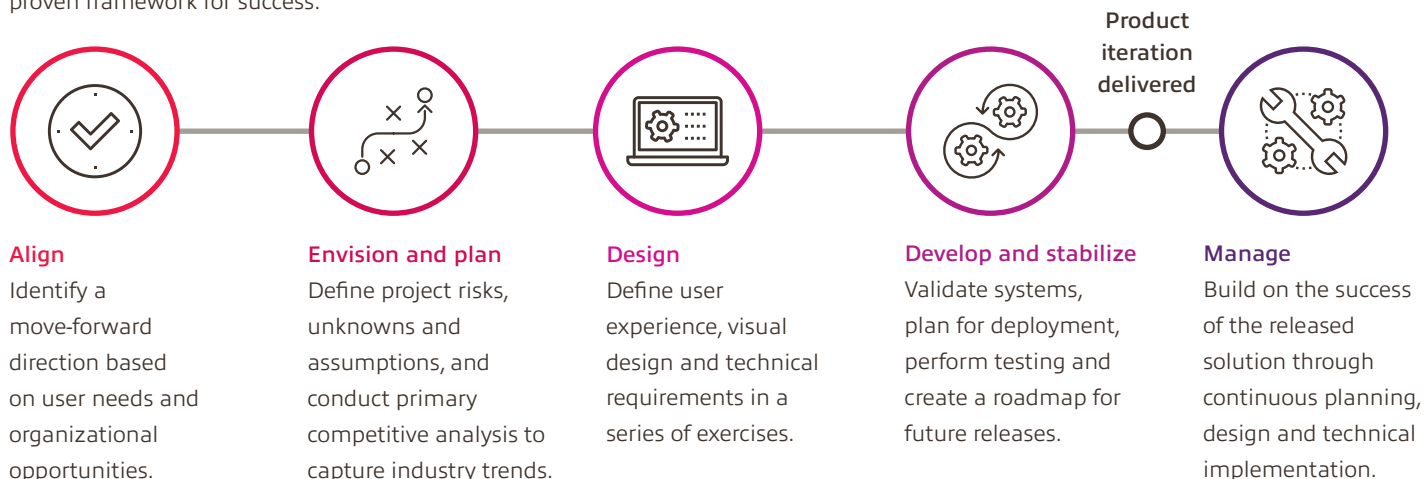 proven framework for success.
Product
iteration
delivered
Align
Identify a
move-forward
direction based
on user needs and
organizational
opportunities.
Envision and plan
Define project risks,
unknowns and
assumptions, and
conduct primary
competitive analysis to
capture industry trends.
Design
Define user
experience, visual
design and technical
requirements in a
series of exercises.
Develop and stabilize
Validate systems,
plan for deployment,
perform testing and
create a roadmap for
future releases.
Manage
Build on the success
of the released
solution through
continuous planning,
design and technical
implementation.